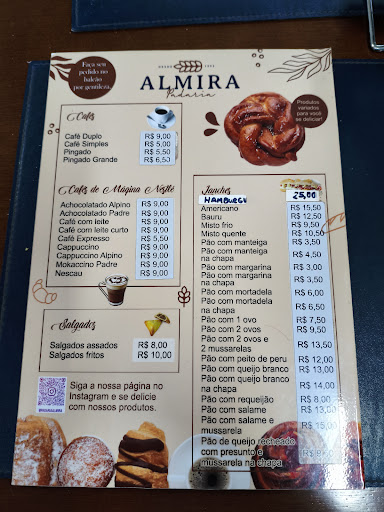 Faça seu
pedido no
balcão
por gentileza.
DESDE
ALMIRA
Padaria
Produtos
variados
para você
se deliciar!
Cafés
Café Duplo R$ 9,00
Café Simples R$ 5,00
Pingado R$ 5,50
Pingado Grande R$ 6,50
Cafés de Máquina Nestlé
Achocolatado Alpino R$ 9,00
Achocolatado Padre R$ 9,00
Café com leite R$ 9,00
Café com leite curto R$ 9,00
Café Expresso R$ 5,50
Cappuccino R$ 9,00
Cappuccino Alpino R$ 9,00
Mokaccino Padre R$ 9,00
Nescau R$ 9,00
Salgados
Salgados assados R$ 8,00
Salgados fritos R$ 10,00
Siga a nossa página no
Instagram e se delicie
com nossos produtos.
Lanches
HAMBURGU 25,00
Americano R$ 15,50
Bauru R$ 12,50
Misto frio R$ 9,50
Misto quente R$ 10,50
Pão com manteiga R$ 3,50
Pão com manteiga
na chapa R$ 4,50
Pão com margarina R$ 3,00
Pão com margarina
na chapa R$ 3,50
Pão com mortadela R$ 6,00
Pão com mortadela
na chapa R$ 6,50
Pão com 1 ovo R$ 7,50
Pão com 2 ovos R$ 9,50
Pão com 2 ovos e
2 mussarelas R$ 13,50
Pão com peito de peru R$ 12,00
Pão com queijo branco R$ 13,00
Pão com queijo branco
na chapa R$ 14,00
Pão com requeijão R$ 8,00
Pão com salame R$ 13,00
Pão com salame e
mussarela R$ 15,00
Pão de queijo recheado
com presunto e
mussarela na chapa R$